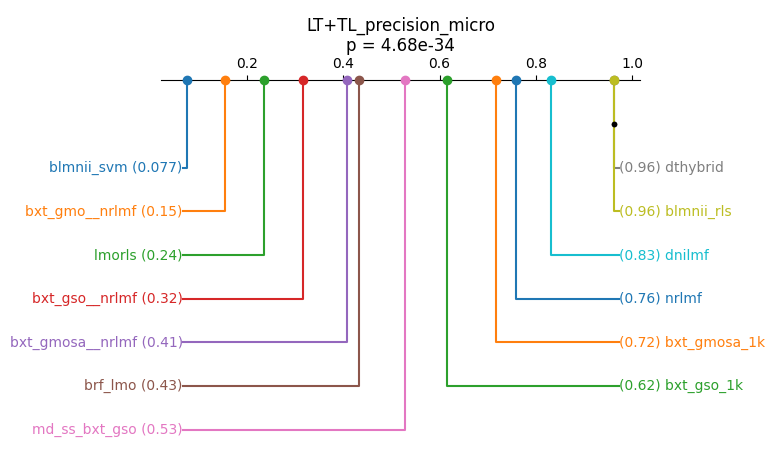 LT+TL_precision_micro
p = 4.68e-34
0.2 0.4 0.6 0.8 1.0
blmnii_svm (0.077) (0.96) dthybrid
bxt_gmo__nrlmf (0.15) (0.96) blmnii_rls
lmorls (0.24) (0.83) dnilmf
bxt_gso__nrlmf (0.32) (0.76) nrlmf
bxt_gmosa__nrlmf (0.41) (0.72) bxt_gmosa_1k
brf_lmo (0.43) (0.62) bxt_gso_1k
md_ss_bxt_gso (0.53)